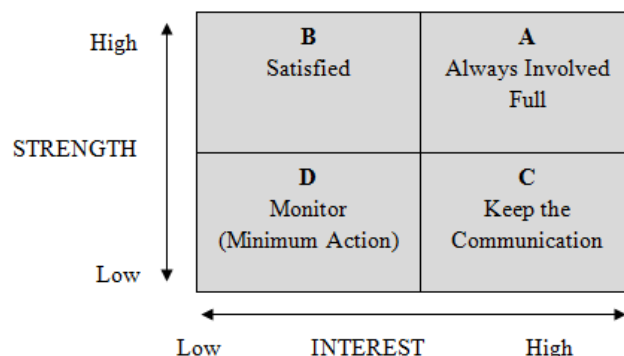 High
B
Satisfied
A
Always Involved
Full
STRENGTH
D
Monitor
(Minimum Action)
C
Keep the
Communication
Low
Low INTEREST High